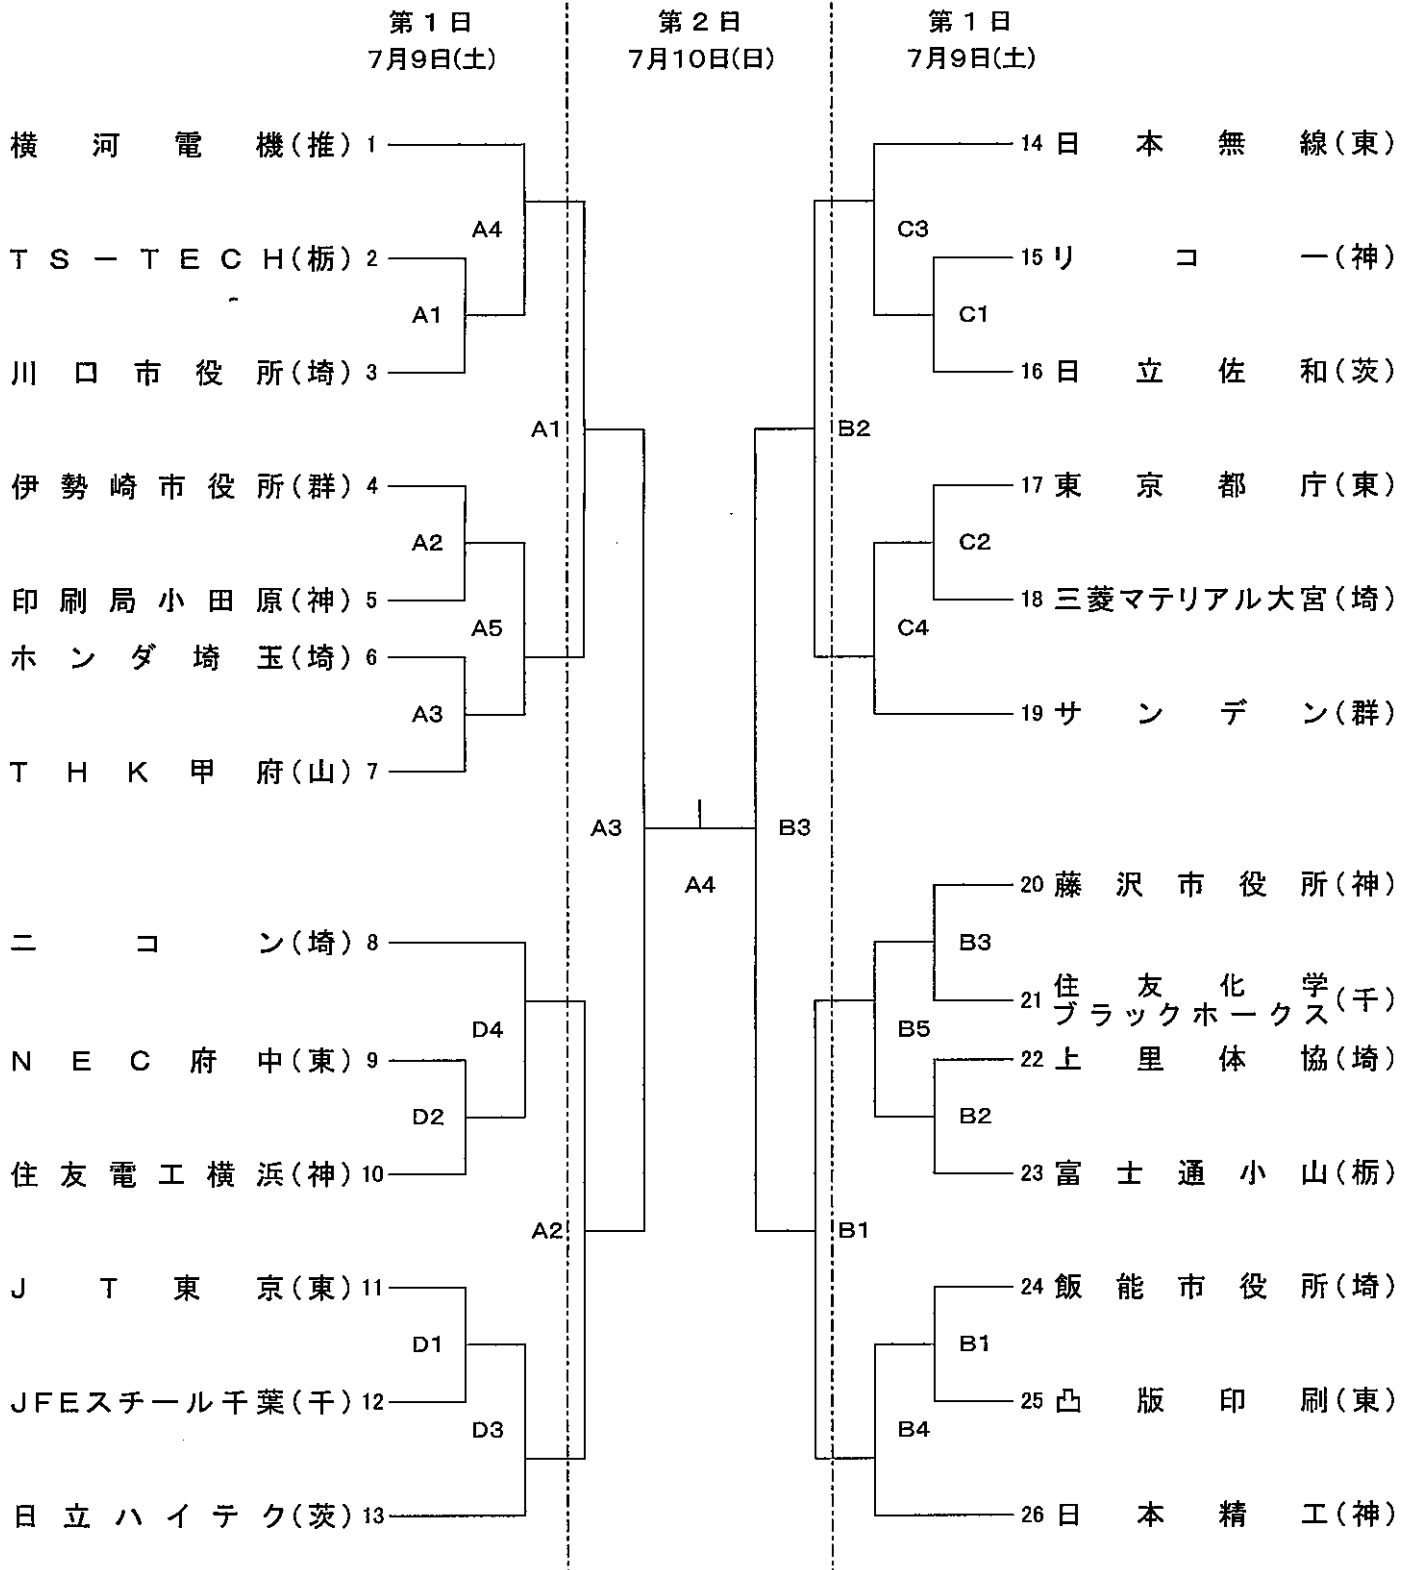 第1日 第2日 第1日
7月9日(土) 7月10日(日) 7月9日(土)
横河電機(推) 1
14 日本無線(東)
A4
C3
TS-TECH(栃) 2
15 リコー(神)
A1
C1
川口市役所(埼) 3
16 日立佐和(茨)
A1
B2
伊勢崎市役所(群) 4
17 東京都庁(東)
A2
C2
印刷局小田原(神) 5
18 三菱マテリアル大宮(埼)
A5
C4
ホンダ埼玉(埼) 6
A3
19 サンデン(群)
THK甲府(山) 7
A3
B3
A4
20 藤沢市役所(神)
ニコン(埼) 8
B3
21 住友化学
ブラックホークス(千)
D4
B5
NEC府中(東) 9
22 上里体協(埼)
D2
B2
住友電工横浜(神) 10
23 富士通小山(栃)
A2
B1
JT東京(東) 11
24 飯能市役所(埼)
D1
B1
JFEスチール千葉(千) 12
25 凸版印刷(東)
D3
B4
日立ハイテク(茨) 13
26 日本精工(神)